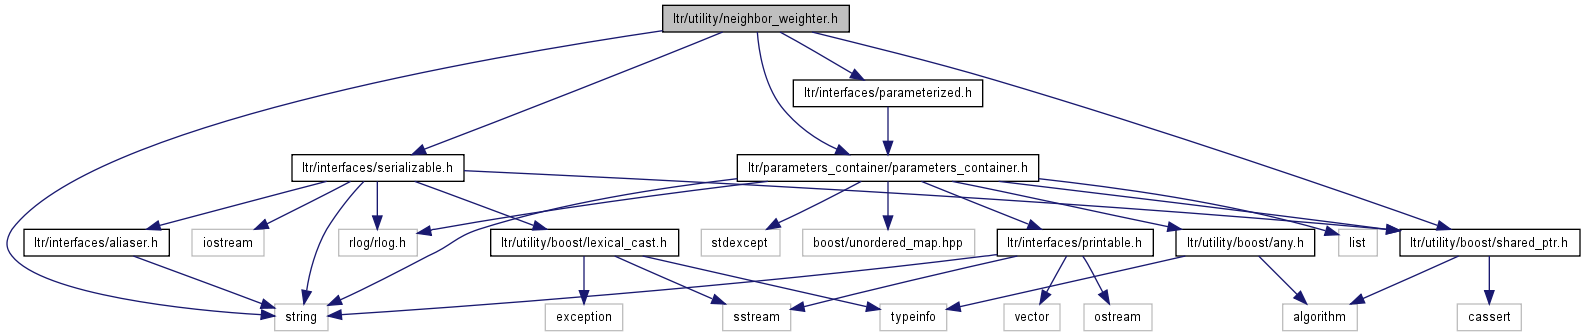 ltr/utility/neighbor_weighter.h
ltr/interfaces/parameterized.h
ltr/interfaces/serializable.h
ltr/parameters_container/parameters_container.h
ltr/interfaces/aliaser.h
iostream
rlog/rlog.h
ltr/utility/boost/lexical_cast.h
stdexcept
boost/unordered_map.hpp
ltr/interfaces/printable.h
ltr/utility/boost/any.h
list
ltr/utility/boost/shared_ptr.h
string
exception
sstream
typeinfo
vector
ostream
algorithm
cassert